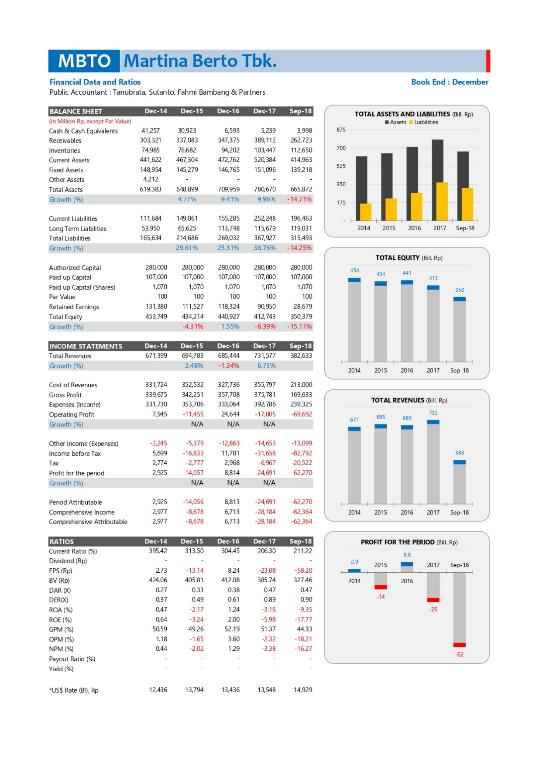 MBTO Martina Berto Tbk.
Financial Data and Ratios Book End : December
Public Accountant : Tanubrata, Sutanto, Fahmi Bambang & Partners
BALANCE SHEET Dec-14 Dec-15 Dec-16 Dec-17 Sep-18
(in Million Rp, except Par Value)
Cash & Cash Equivalents 41,257 30,923 6,593 5,239 3,998
Receivables 303,321 337,083 347,375 389,112 262,723
Inventories 74,985 76,682 94,202 103,447 112,650
Current Assets 441,622 467,304 472,762 520,384 414,963
Fixed Assets 148,954 145,279 146,765 151,096 139,218
Other Assets 4,212 - - - -
Total Assets 619,383 648,899 709,959 780,670 665,872
Growth (%) 4.77% 9.41% 9.96% -14.71%
Current Liabilities 111,684 149,061 155,285 252,248 196,463
Long Term Liabilities 53,950 65,625 113,748 115,679 119,031
Total Liabilities 165,634 214,686 269,032 367,927 315,493
Growth (%) 29.61% 25.31% 36.76% -14.25%
Authorized Capital 280,000 280,000 280,000 280,000 280,000
Paid up Capital 107,000 107,000 107,000 107,000 107,000
Paid up Capital (Shares) 1,070 1,070 1,070 1,070 1,070
Par Value 100 100 100 100 100
Retained Earnings 131,380 111,527 118,324 90,950 28,679
Total Equity 453,749 434,214 440,927 412,743 350,379
Growth (%) -4.31% 1.55% -6.39% -15.11%
INCOME STATEMENTS Dec-14 Dec-15 Dec-16 Dec-17 Sep-18
Total Revenues 671,399 694,783 685,444 731,577 382,633
Growth (%) 3.48% -1.34% 6.73%
Cost of Revenues 331,724 352,532 327,736 355,797 213,000
Gross Profit 339,675 342,251 357,708 375,781 169,633
Expenses (Income) 331,730 353,706 333,064 392,786 239,325
Operating Profit 7,945 -11,455 24,644 -17,005 -69,692
Growth (%) N/A N/A N/A
Other Income (Expenses) -2,245 -5,379 -12,863 -14,653 -13,099
Income before Tax 5,699 -16,833 11,781 -31,658 -82,792
Tax 2,774 -2,777 2,968 -6,967 -20,522
Profit for the period 2,925 -14,057 8,814 -24,691 -62,270
Growth (%) N/A N/A N/A
Period Attributable 2,925 -14,056 8,813 -24,691 -62,270
Comprehensive Income 2,977 -8,678 6,713 -28,184 -62,364
Comprehensive Attributable 2,977 -8,678 6,713 -28,184 -62,364
RATIOS Dec-14 Dec-15 Dec-16 Dec-17 Sep-18
Current Ratio (%) 395.42 313.50 304.45 206.30 211.22
Dividend (Rp) - - - - -
EPS (Rp) 2.73 -13.14 8.24 -23.08 -58.20
BV (Rp) 424.06 405.81 412.08 385.74 327.46
DAR (X) 0.27 0.33 0.38 0.47 0.47
DER(X) 0.37 0.49 0.61 0.89 0.90
ROA (%) 0.47 -2.17 1.24 -3.16 -9.35
ROE (%) 0.64 -3.24 2.00 -5.98 -17.77
GPM (%) 50.59 49.26 52.19 51.37 44.33
OPM (%) 1.18 -1.65 3.60 -2.32 -18.21
NPM (%) 0.44 -2.02 1.29 -3.38 -16.27
Payout Ratio (%) - - - - -
Yield (%) - - - - -
*US$ Rate (BI), Rp 12,436 13,794 13,436 13,548 14,929
TOTAL ASSETS AND LIABILITIES (Bill. Rp)
Assets Liabilities
875
700
525
350
175
-
2014 2015 2016 2017 Sep-18
TOTAL EQUITY (Bill. Rp)
454 434 441 413 350
2014 2015 2016 2017 Sep-18
TOTAL REVENUES (Bill. Rp)
671 695 685 732 383
2014 2015 2016 2017 Sep-18
PROFIT FOR THE PERIOD (Bill. Rp)
2.9 8.8
2015 2017 Sep-18
2014 2016
-14 -25 -62